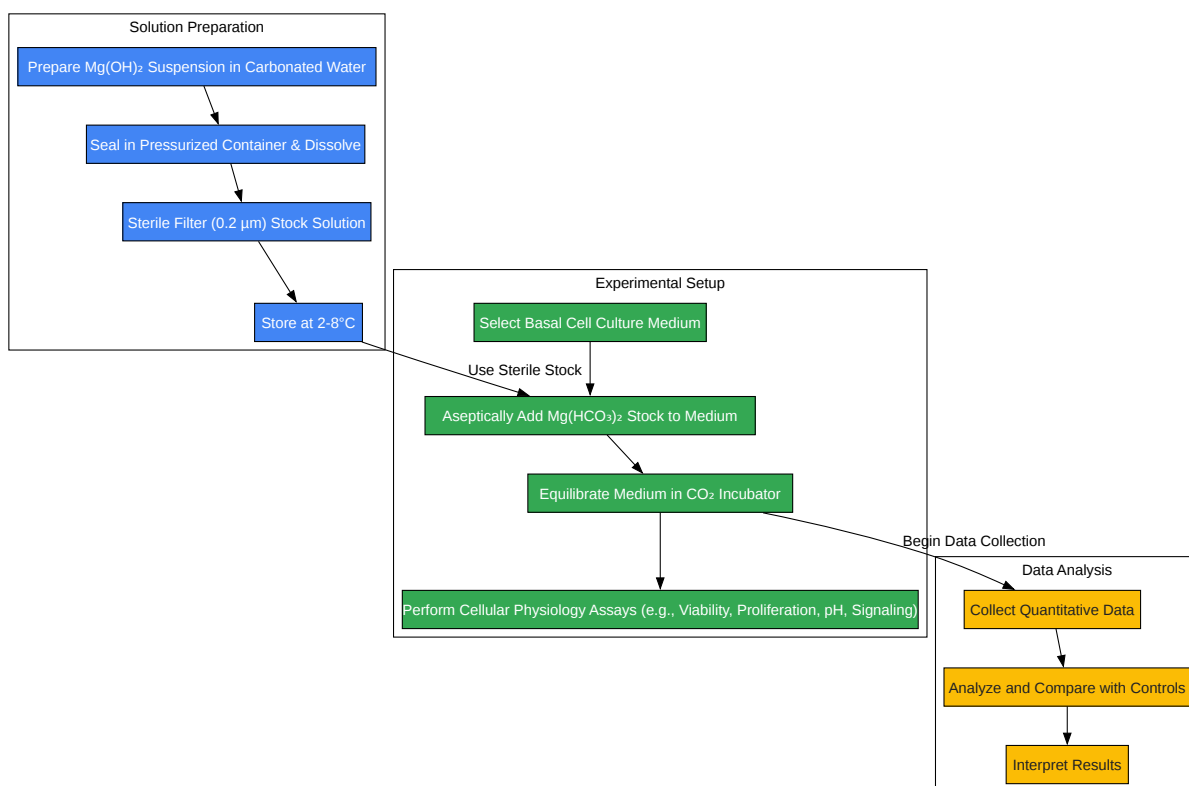 Solution Preparation
Prepare Mg(OH)₂ Suspension in Carbonated Water
Seal in Pressurized Container & Dissolve
Sterile Filter (0.2 µm) Stock Solution
Store at 2-8°C
Experimental Setup
Select Basal Cell Culture Medium
Use Sterile Stock
Aseptically Add Mg(HCO₃)₂ Stock to Medium
Equilibrate Medium in CO₂ Incubator
Begin Data Collection
Perform Cellular Physiology Assays (e.g., Viability, Proliferation, pH, Signaling)
Data Analysis
Collect Quantitative Data
Analyze and Compare with Controls
Interpret Results